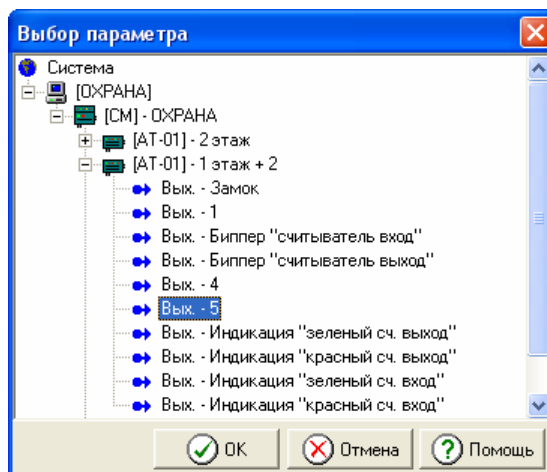 Выбор параметра
Система
[ОХРАНА]
[СМ] - ОХРАНА
[АТ-01] - 2 этаж
[АТ-01] - 1 этаж + 2
Вых. - Замок
Вых. - 1
Вых. - Биппер "считыватель вход"
Вых. - Биппер "считыватель выход"
Вых. - 4
Вых. - 5
Вых. - Индикация "зеленый сч. выход"
Вых. - Индикация "красный сч. выход"
Вых. - Индикация "зеленый сч. вход"
Вых. - Индикация "красный сч. вход"
OK Отмена ? Помощь